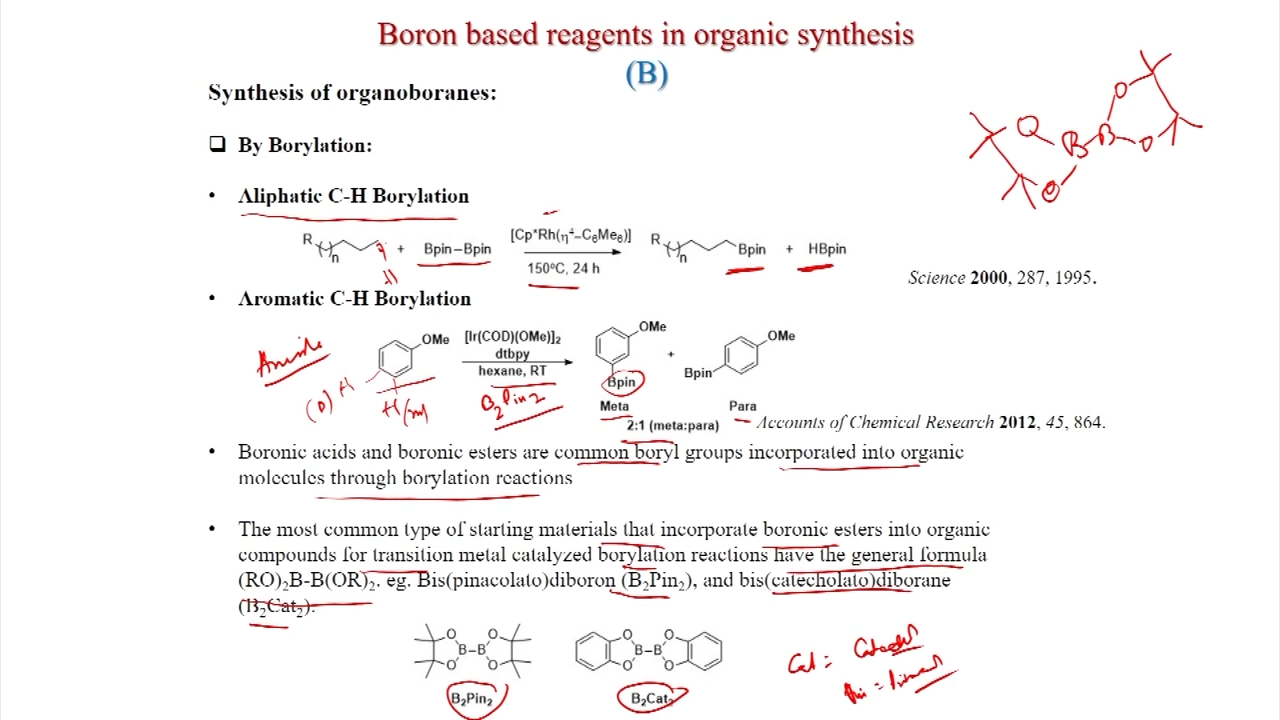 Boron based reagents in organic synthesis
(B)
Synthesis of organoboranes:
❑ By Borylation:
• Aliphatic C-H Borylation
R ( )n + Bpin–Bpin [Cp*Rh(η⁴–C₆Me₆)] R ( )n Bpin + HBpin
150°C, 24 h
H
Science 2000, 287, 1995.
O B B O
O O
• Aromatic C-H Borylation
OMe [Ir(COD)(OMe)]₂ OMe + OMe
dtbpy
hexane, RT Bpin Bpin
B₂Pin₂
(o) H H (m)
Meta Para
2:1 (meta:para)
Accounts of Chemical Research 2012, 45, 864.
• Boronic acids and boronic esters are common boryl groups incorporated into organic
molecules through borylation reactions
• The most common type of starting materials that incorporate boronic esters into organic
compounds for transition metal catalyzed borylation reactions have the general formula
(RO)₂B-B(OR)₂. eg. Bis(pinacolato)diboron (B₂Pin₂), and bis(catecholato)diborane
(B₂Cat₂).
O O O O
B–B B–B
O O O O
B₂Pin₂ B₂Cat₂
Cat =